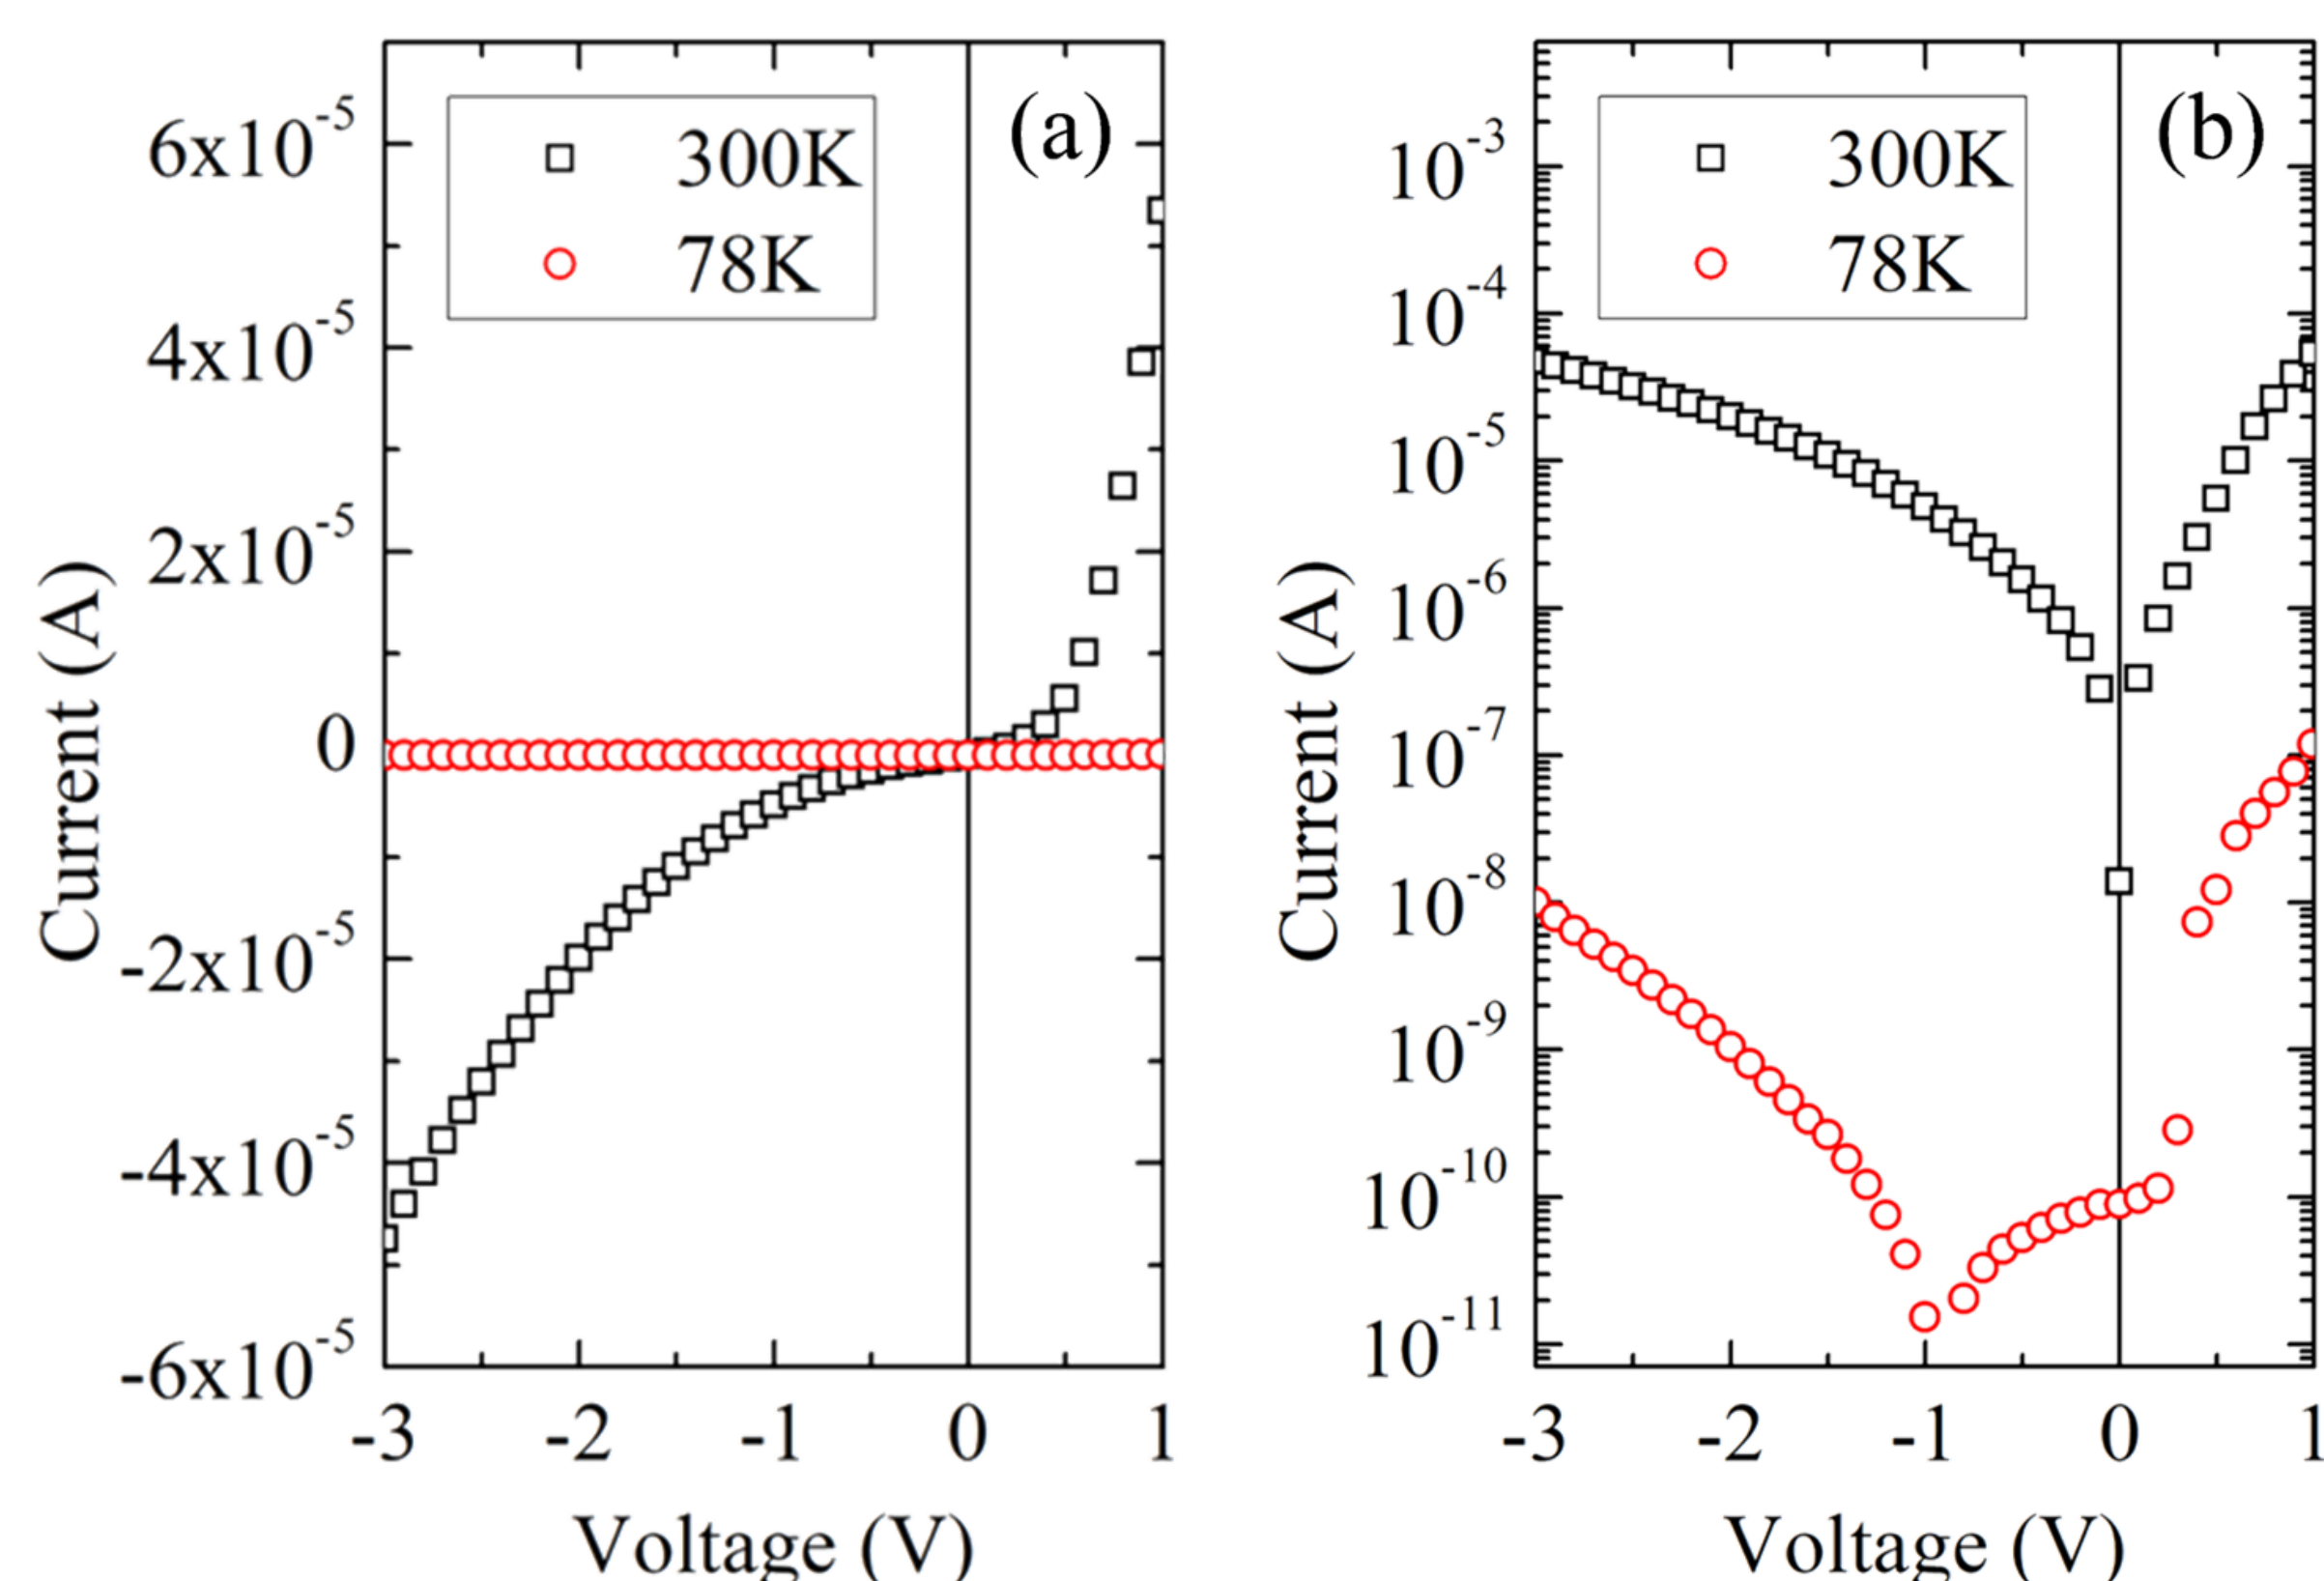 (a)
300K
78K
6x10^-5
4x10^-5
2x10^-5
0
-2x10^-5
-4x10^-5
-6x10^-5
Current (A)
-3 -2 -1 0 1
Voltage (V)
(b)
300K
78K
10^-3
10^-4
10^-5
10^-6
10^-7
10^-8
10^-9
10^-10
10^-11
Current (A)
-3 -2 -1 0 1
Voltage (V)